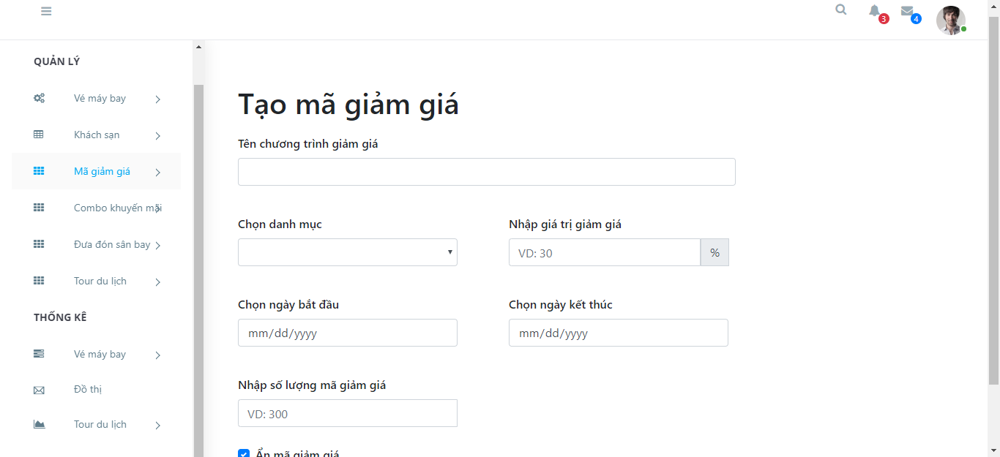 3
4
QUẢN LÝ
Vé máy bay
Khách sạn
Mã giảm giá
Combo khuyến mãi
Đưa đón sân bay
Tour du lịch
THỐNG KÊ
Vé máy bay
Đồ thị
Tour du lịch
Tạo mã giảm giá
Tên chương trình giảm giá
Chọn danh mục
Nhập giá trị giảm giá
VD: 30 %
Chọn ngày bắt đầu
Chọn ngày kết thúc
mm/dd/yyyy
mm/dd/yyyy
Nhập số lượng mã giảm giá
VD: 300
Ẩn mã giảm giá